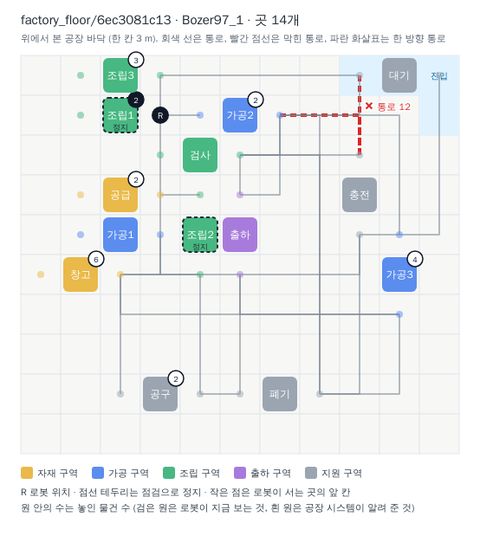 factory_floor/6ec3081c13 · Bozer97_1 · 곳 14개
위에서 본 공장 바닥 (한 칸 3 m). 회색 선은 통로, 빨간 점선은 막힌 통로, 파란 화살표는 한 방향 통로
조립3 3
대기
전립
조립1 2
정지
R
가공2 2
✕ 통로 12
검사
공급 2
충전
가공1
조립2
정지
출하
창고 6
가공3 4
공구 2
폐기
자재 구역 가공 구역 조립 구역 출하 구역 지원 구역
R 로봇 위치 · 점선 테두리는 점검으로 정지 · 작은 점은 로봇이 서는 곳의 앞 칸
원 안의 수는 놓인 물건 수 (검은 원은 로봇이 지금 보는 것, 흰 원은 공장 시스템이 알려 준 것)